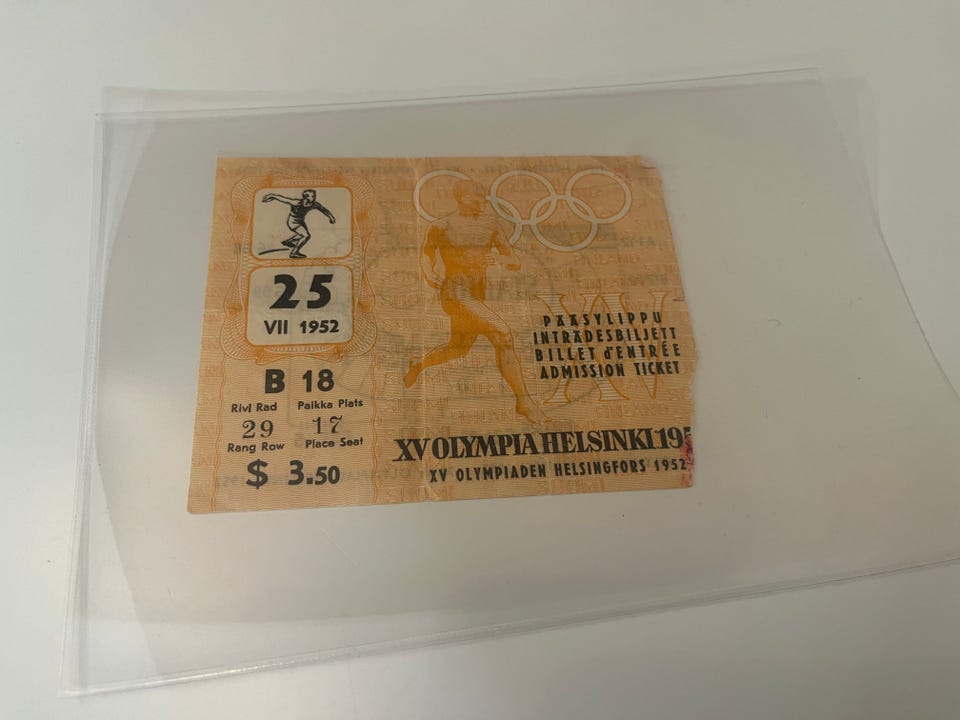 25
VII 1952
B 18
Rivi Rad Paikka Plats
29 17
Rang Row Place Seat
$ 3.50
XV
PÄÄSYLIPPU
INTRÄDESBILJETT
BILLET d'ENTRÉE
ADMISSION TICKET
XV OLYMPIA HELSINKI 195
XV OLYMPIADEN HELSINGFORS 1952